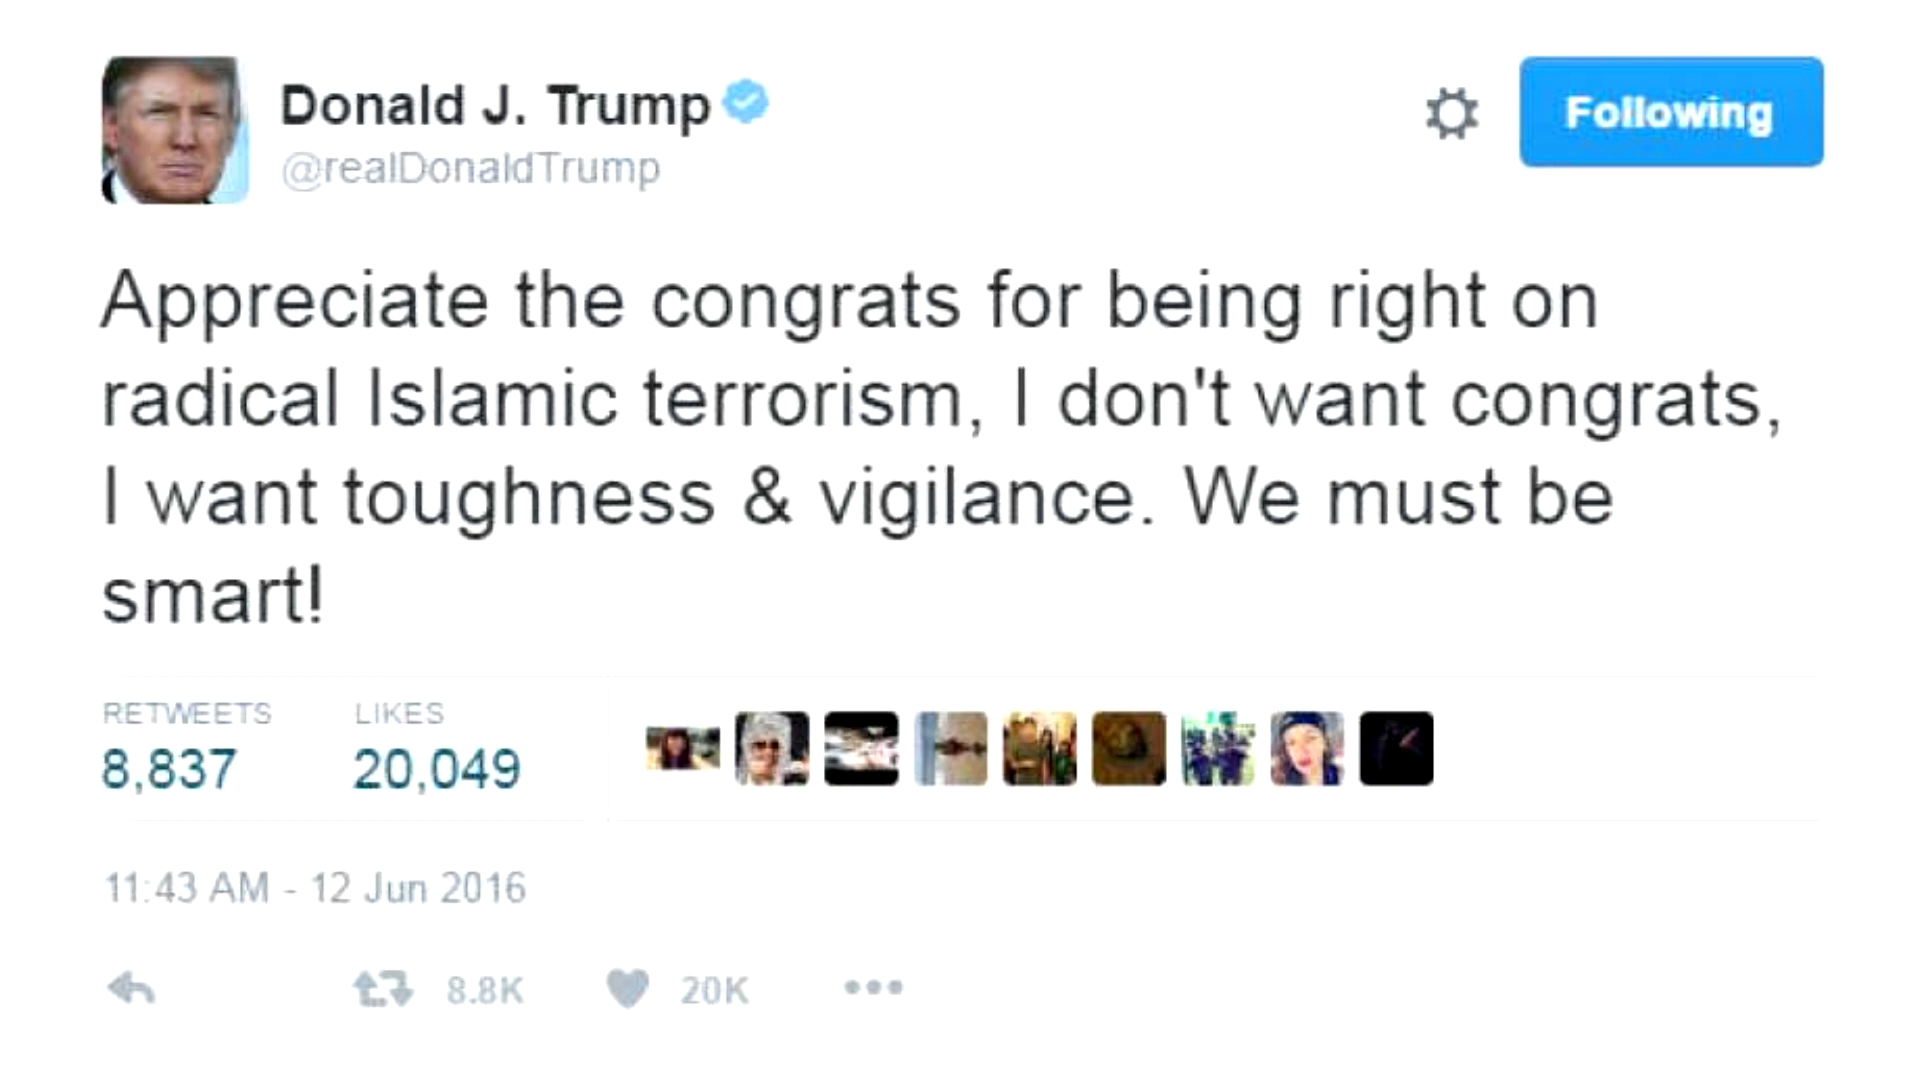 Donald J. Trump
@realDonaldTrump
Following
Appreciate the congrats for being right on
radical Islamic terrorism, I don't want congrats,
I want toughness & vigilance. We must be
smart!
RETWEETS LIKES
8,837 20,049
11:43 AM - 12 Jun 2016
8.8K 20K